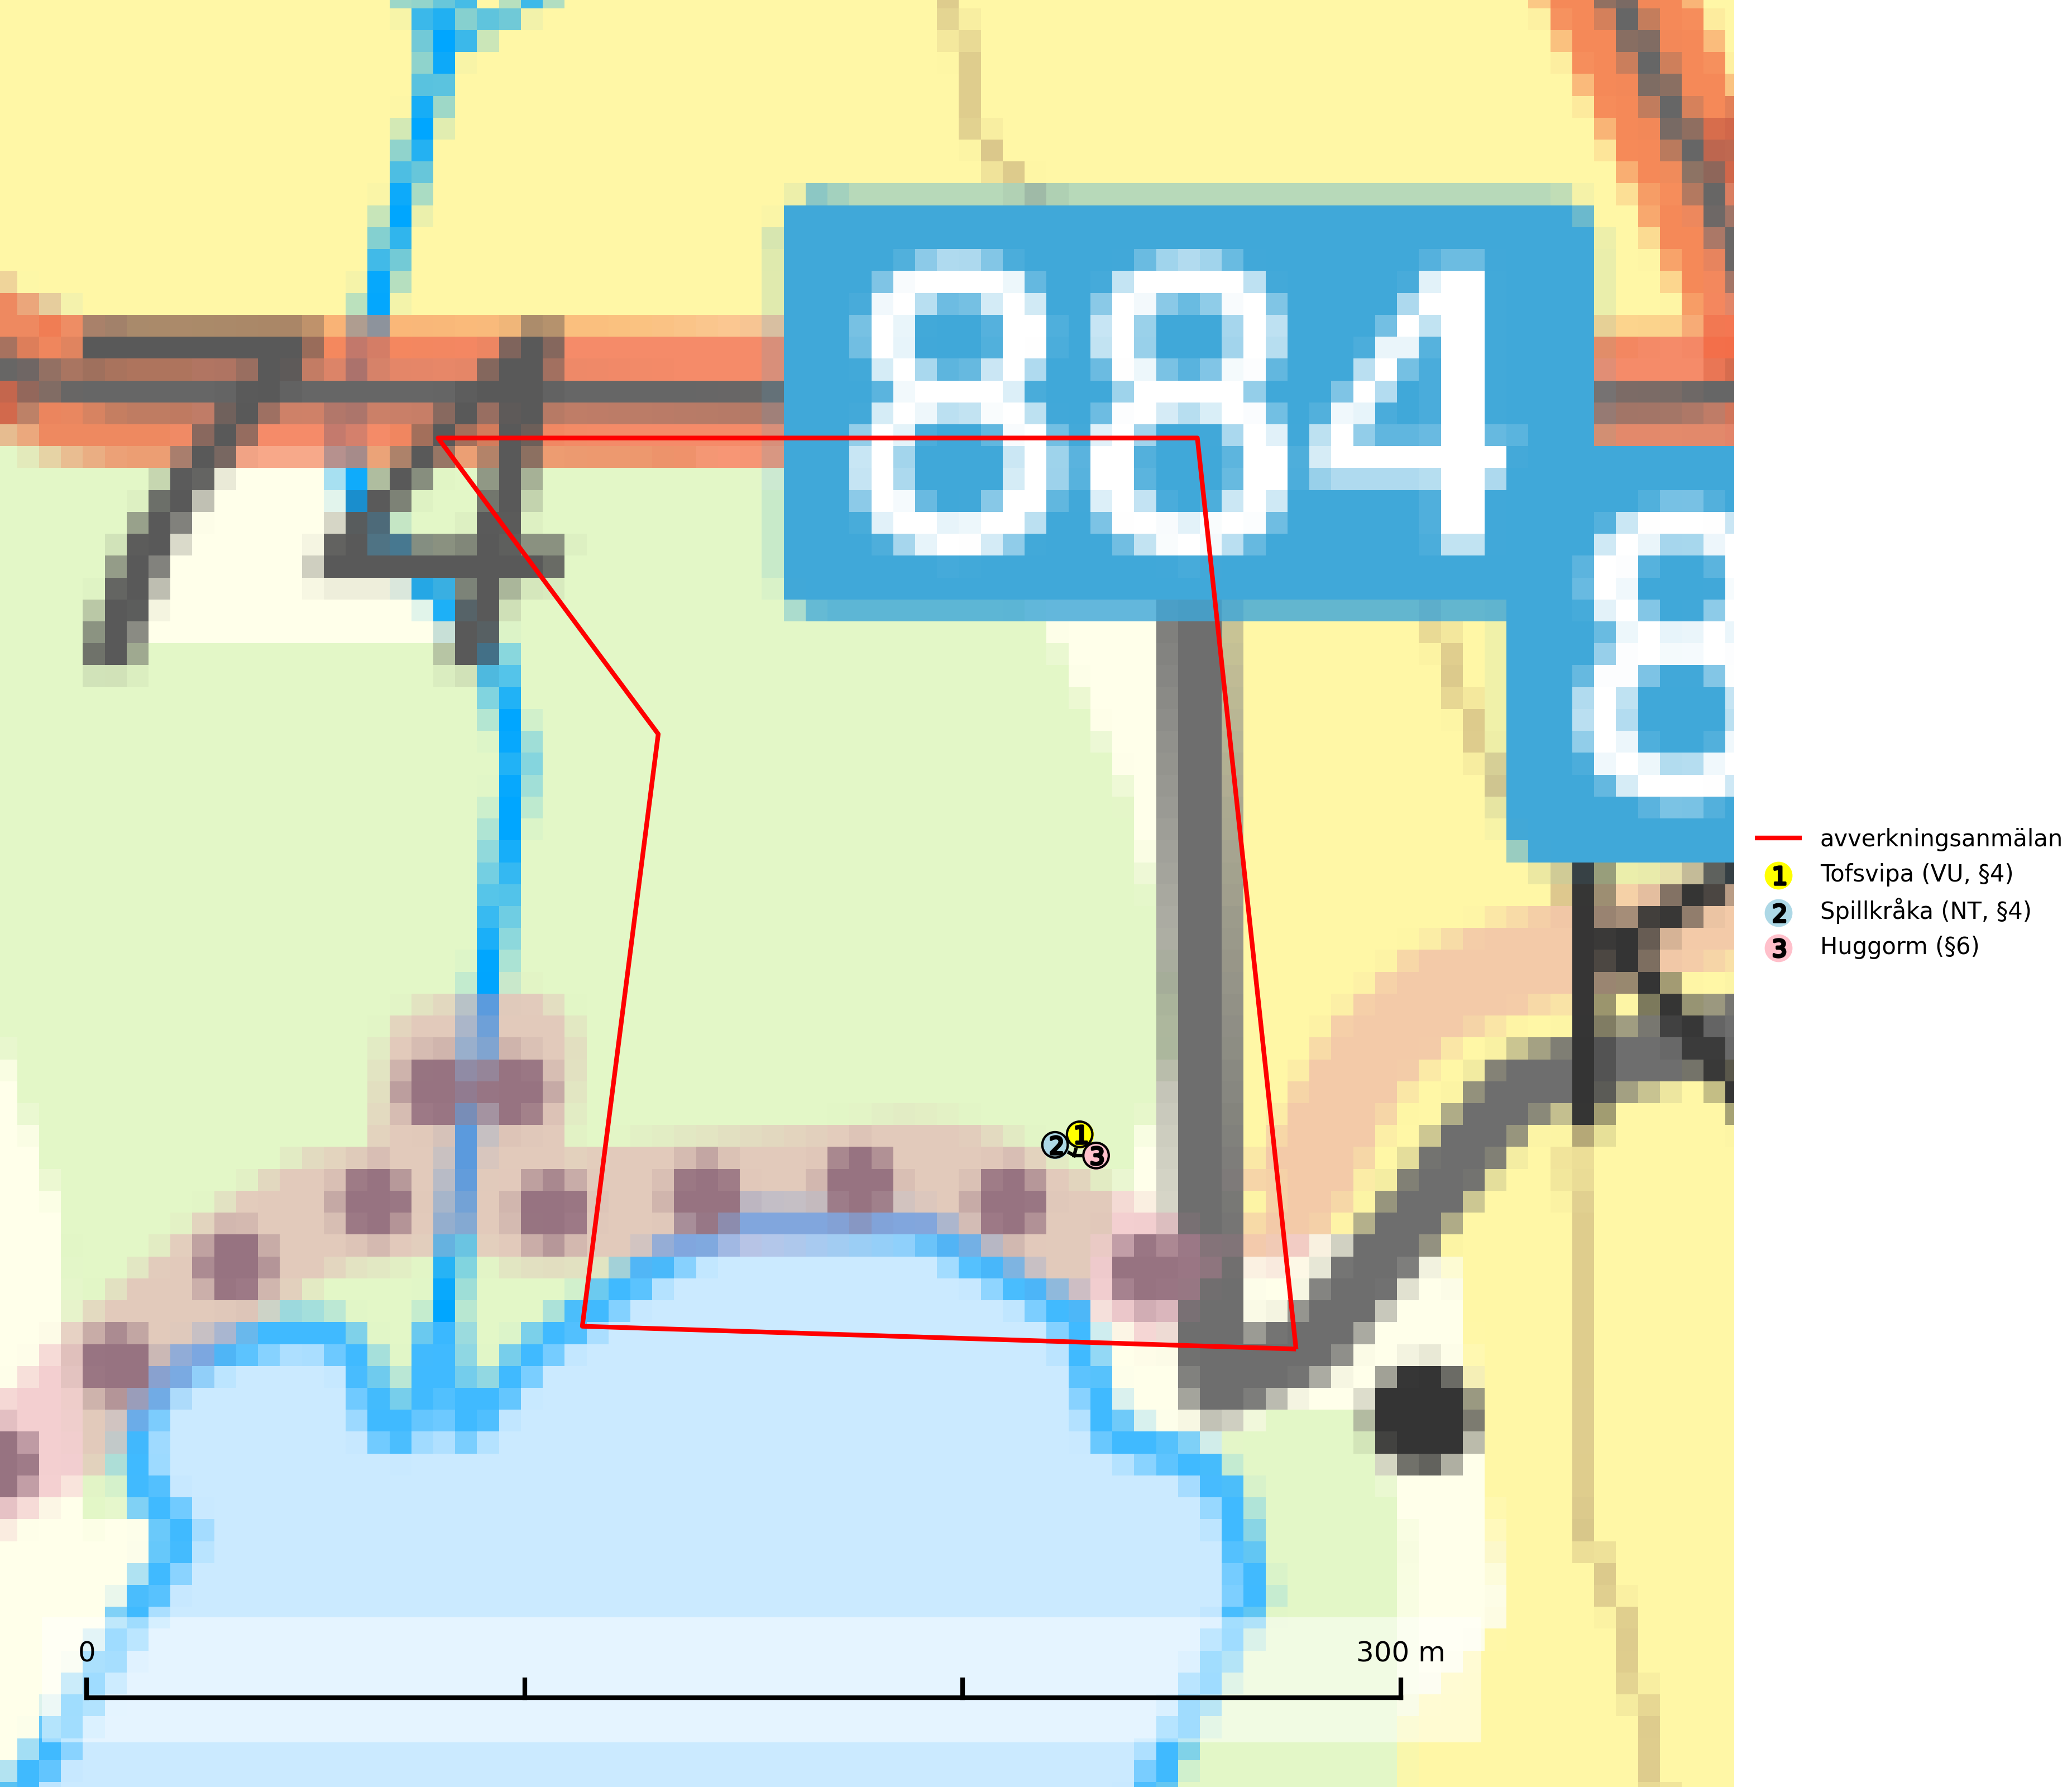 884
8
avverkningsanmälan
1 Tofsvipa (VU, §4)
2 Spillkråka (NT, §4)
3 Huggorm (§6)
1
2
3
0 300 m